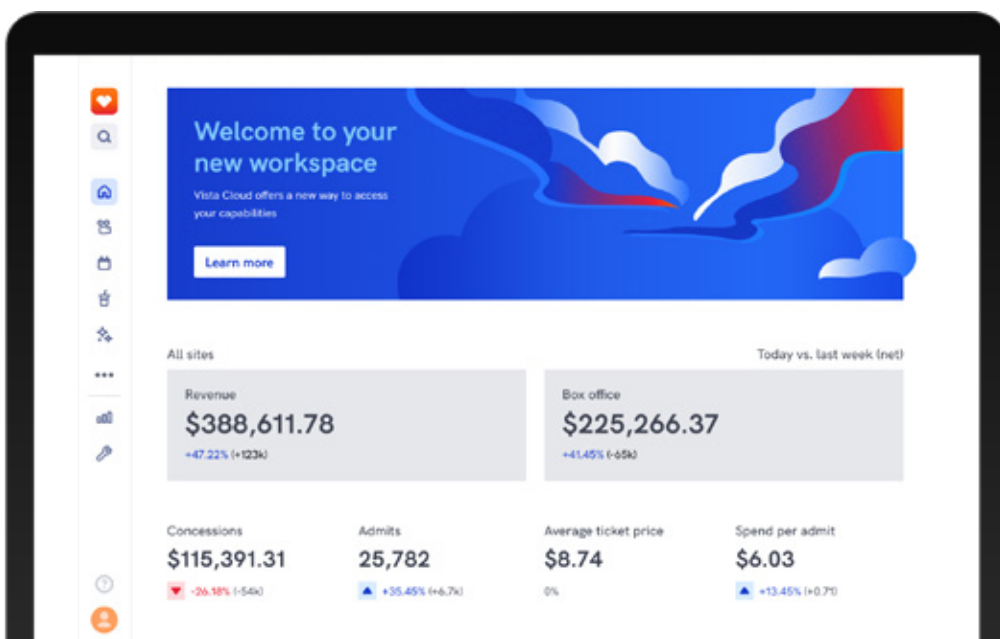 Welcome to your
new workspace
Vista Cloud offers a new way to access
your capabilities
Learn more
All sites
Today vs. last week (net)
Revenue
$388,611.78
+47.22% (+123k)
Box office
$225,266.37
+41.45% (-65k)
Concessions
$115,391.31
-26.18% (-54k)
Admits
25,782
+35.45% (+6.7k)
Average ticket price
$8.74
0%
Spend per admit
$6.03
+13.45% (+0.71)